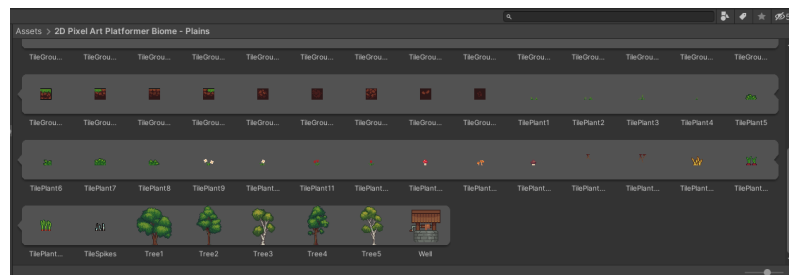 Assets > 2D Pixel Art Platformer Biome - Plains
TileGrou... TileGrou... TileGrou... TileGrou... TileGrou... TileGrou... TileGrou... TileGrou... TileGrou... TileGrou... TileGrou... TileGrou... TileGrou... TileGrou...
TileGrou... TileGrou... TileGrou... TileGrou... TileGrou... TileGrou... TileGrou... TileGrou... TileGrou... TilePlant1 TilePlant2 TilePlant3 TilePlant4 TilePlant5
TilePlant6 TilePlant7 TilePlant8 TilePlant9 TilePlant... TilePlant11 TilePlant... TilePlant... TilePlant... TilePlant... TilePlant... TilePlant... TilePlant... TilePlant...
TilePlant... TileSpikes Tree1 Tree2 Tree3 Tree4 Tree5 Well